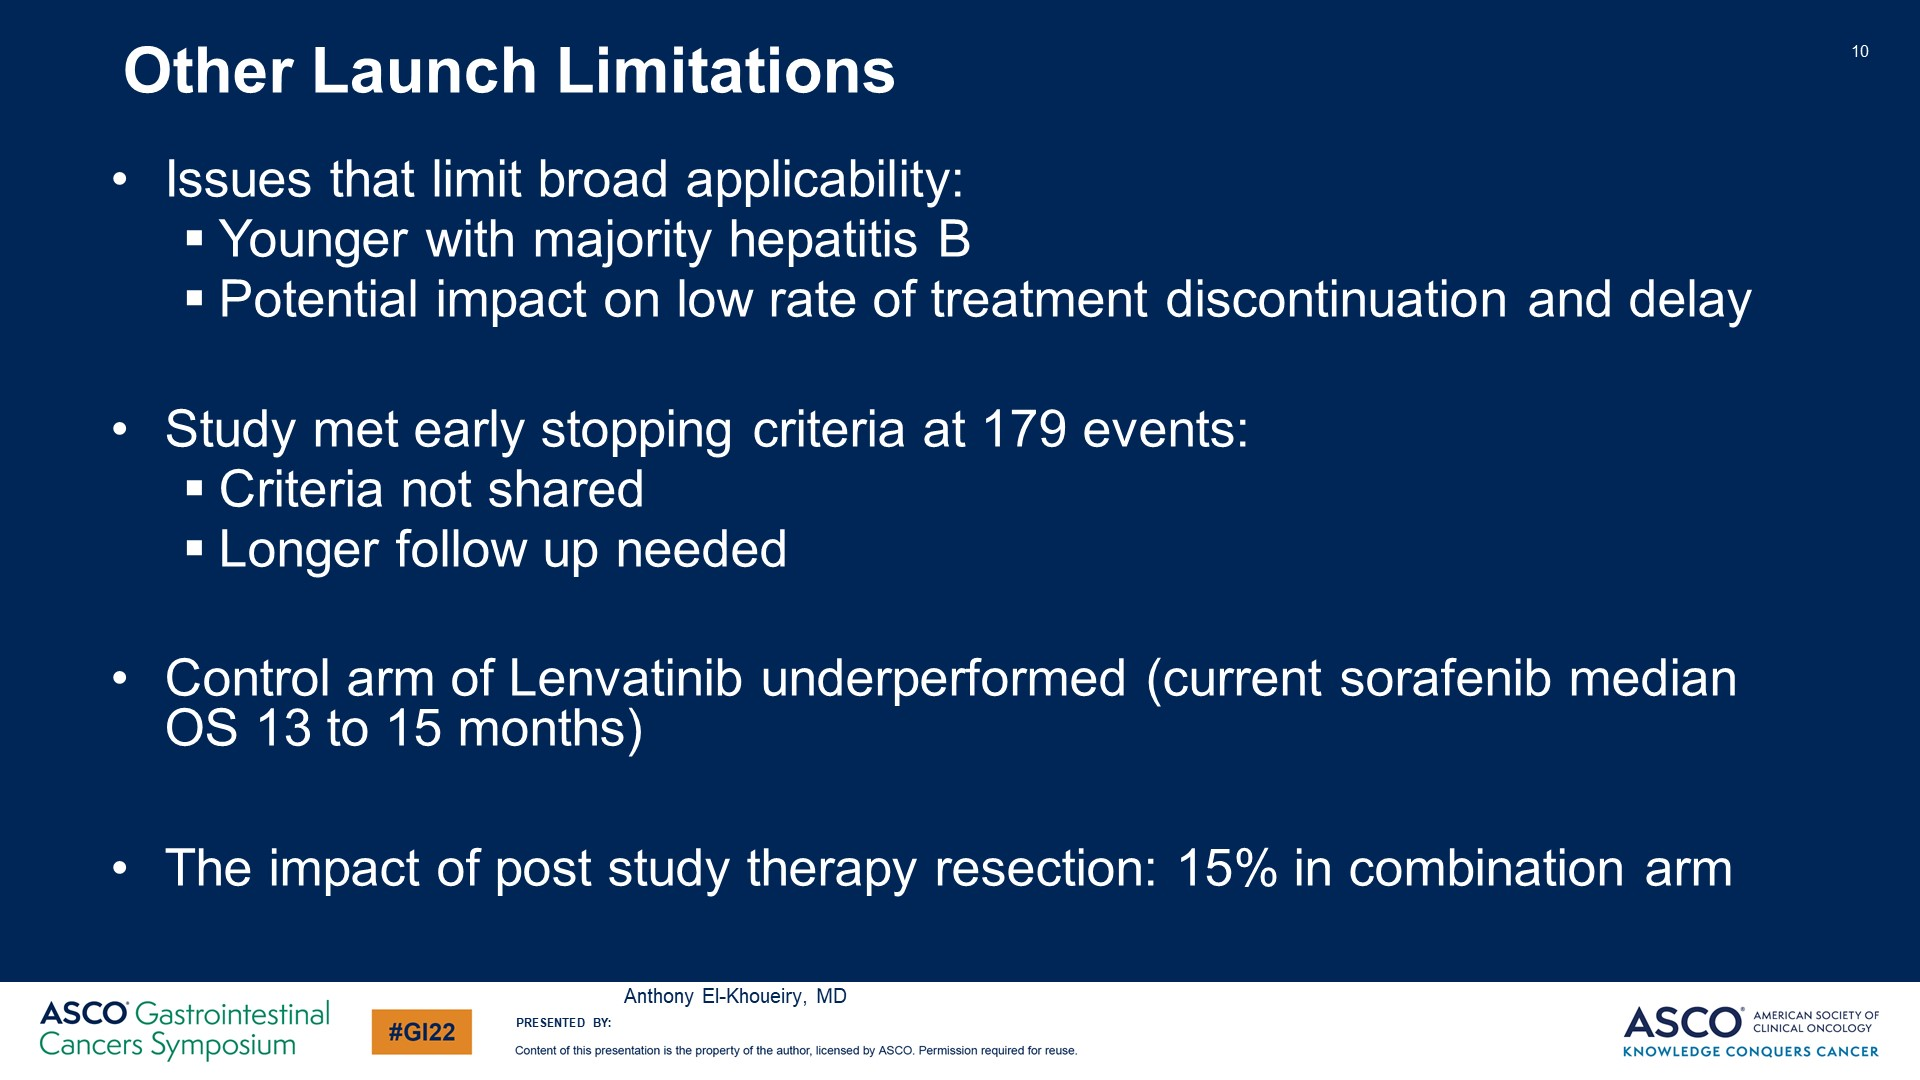 Other Launch Limitations
10
• Issues that limit broad applicability:
▪ Younger with majority hepatitis B
▪ Potential impact on low rate of treatment discontinuation and delay
• Study met early stopping criteria at 179 events:
▪ Criteria not shared
▪ Longer follow up needed
• Control arm of Lenvatinib underperformed (current sorafenib median
OS 13 to 15 months)
• The impact of post study therapy resection: 15% in combination arm
ASCO® Gastrointestinal
Cancers Symposium
#GI22
Anthony El-Khoueiry, MD
PRESENTED BY:
Content of this presentation is the property of the author, licensed by ASCO. Permission required for reuse.
ASCO® AMERICAN SOCIETY OF
CLINICAL ONCOLOGY
KNOWLEDGE CONQUERS CANCER